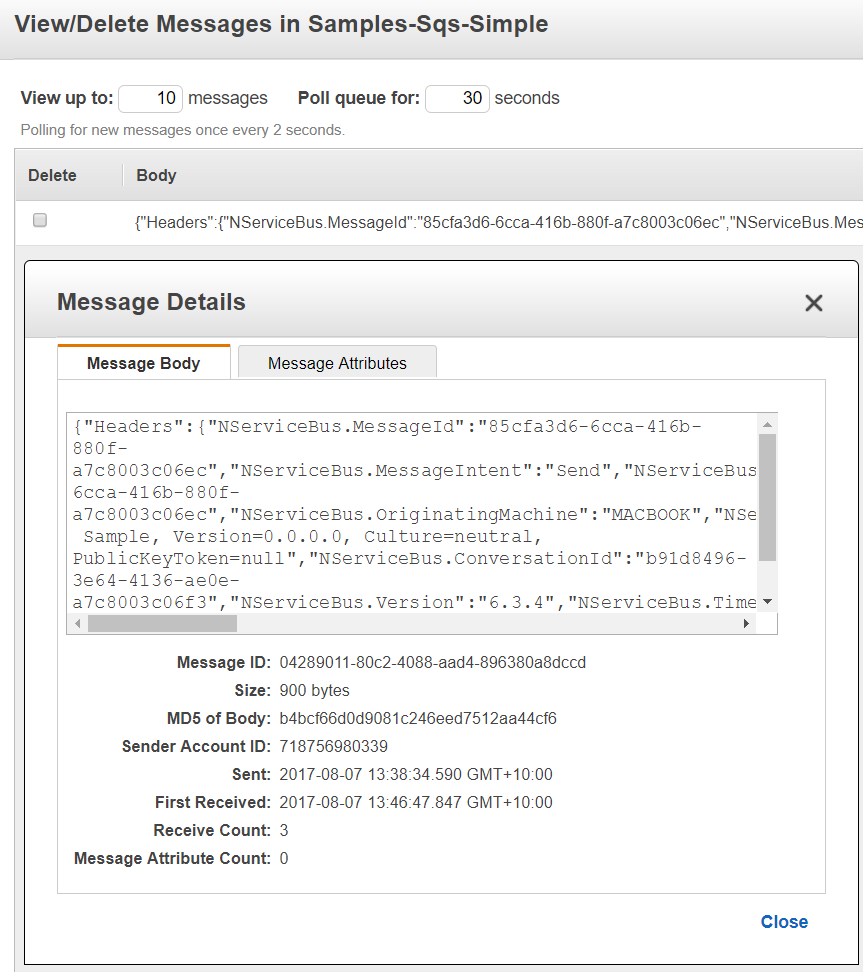 View/Delete Messages in Samples-Sqs-Simple
View up to: 10 messages Poll queue for: 30 seconds
Polling for new messages once every 2 seconds.
Delete Body
{"Headers":{"NServiceBus.MessageId":"85cfa3d6-6cca-416b-880f-a7c8003c06ec","NServiceBus.Mes
Message Details
Message Body Message Attributes
{"Headers":{"NServiceBus.MessageId":"85cfa3d6-6cca-416b-
880f-
a7c8003c06ec","NServiceBus.MessageIntent":"Send","NServiceBus
6cca-416b-880f-
a7c8003c06ec","NServiceBus.OriginatingMachine":"MACBOOK","NSe
Sample, Version=0.0.0.0, Culture=neutral,
PublicKeyToken=null","NServiceBus.ConversationId":"b91d8496-
3e64-4136-ae0e-
a7c8003c06f3","NServiceBus.Version":"6.3.4","NServiceBus.Time
Message ID: 04289011-80c2-4088-aad4-896380a8dccd
Size: 900 bytes
MD5 of Body: b4bcf66d0d9081c246eed7512aa44cf6
Sender Account ID: 718756980339
Sent: 2017-08-07 13:38:34.590 GMT+10:00
First Received: 2017-08-07 13:46:47.847 GMT+10:00
Receive Count: 3
Message Attribute Count: 0
Close